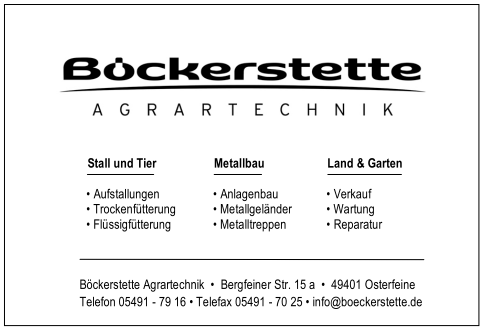 Böckerstette
AGRARTECHNIK
Stall und Tier
• Aufstallungen
• Trockenfütterung
• Flüssigfütterung
Metallbau
• Anlagenbau
• Metallgeländer
• Metalltreppen
Land & Garten
• Verkauf
• Wartung
• Reparatur
Böckerstette Agrartechnik • Bergfeiner Str. 15 a • 49401 Osterfeine
Telefon 05491 - 79 16 • Telefax 05491 - 70 25 • info@boeckerstette.de